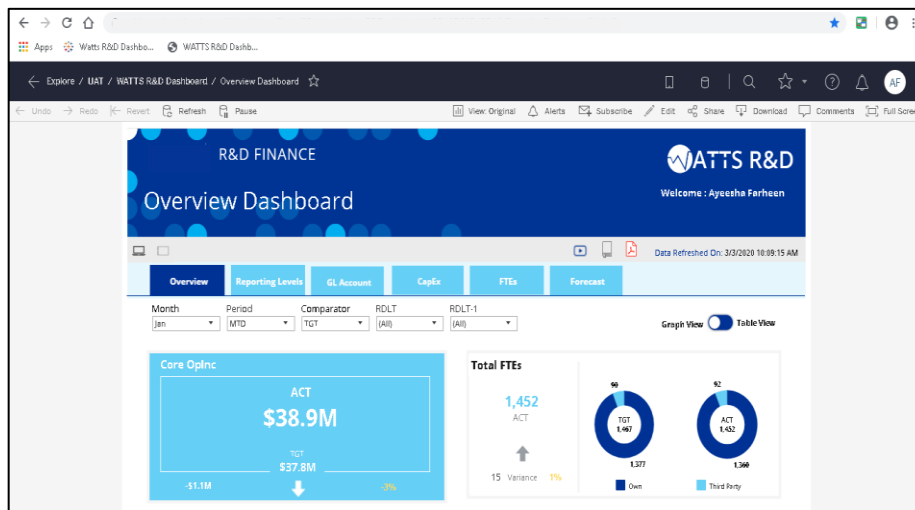 Apps Watts R&D Dashbo... WATTS R&D Dashb...
Explore / UAT / WATTS R&D Dashboard / Overview Dashboard
AF
Undo Redo Revert Refresh Pause View: Original Alerts Subscribe Edit Share Download Comments Full Scree
R&D FINANCE
WATTS R&D
Welcome : Ayeesha Farheen
Overview Dashboard
Data Refreshed On: 3/3/2020 10:09:15 AM
Overview Reporting Levels GL Account CapEx FTEs Forecast
Month Period Comparator RDLT RDLT-1
Jan MTD TGT (All) (All)
Graph View Table View
Core OpInc
ACT
$38.9M
TGT
$37.8M
-$1.1M -3%
Total FTEs
1,452
ACT
15 Variance 1%
90
TGT
1,467
1,377
92
ACT
1,452
1,360
Own Third Party